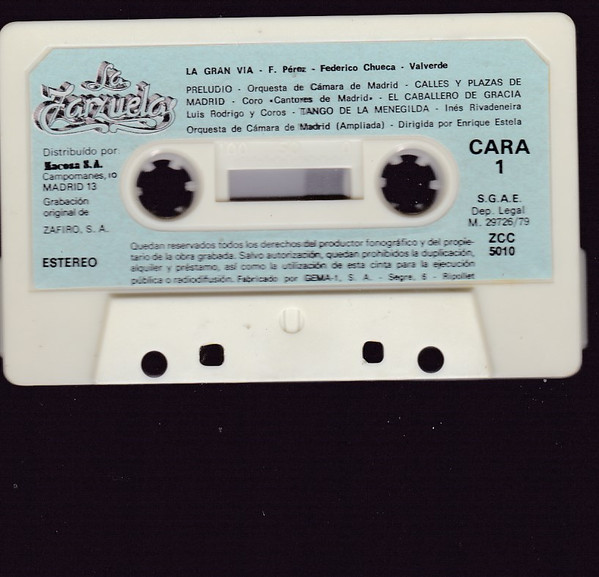 La
Zarzuela
LA GRAN VIA - F. Pérez - Federico Chueca - Valverde
PRELUDIO - Orquesta de Cámara de Madrid - CALLES Y PLAZAS DE
MADRID - Coro «Cantores de Madrid» - EL CABALLERO DE GRACIA
Luis Rodrigo y Coros - TANGO DE LA MENEGILDA - Inés Rivadeneira
Orquesta de Cámara de Madrid (Ampliada) - Dirigida por Enrique Estela
Distribuído por:
Nacosa S.A.
Campomanes, 10
MADRID 13
Grabación
original de
ZAFIRO, S. A.
ESTEREO
CARA
1
S.G.A.E.
Dep. Legal
M. 29726/79
ZCC
5010
Quedan reservados todos los derechos del productor fonográfico y del propie-
tario de la obra grabada. Salvo autorización, quedan prohibidos la duplicación,
alquiler y préstamo, así como la utilización de esta cinta para la ejecución
pública o radiodifusión. Fabricado por GEMA-1, S. A. - Segre, 6 - Ripollet